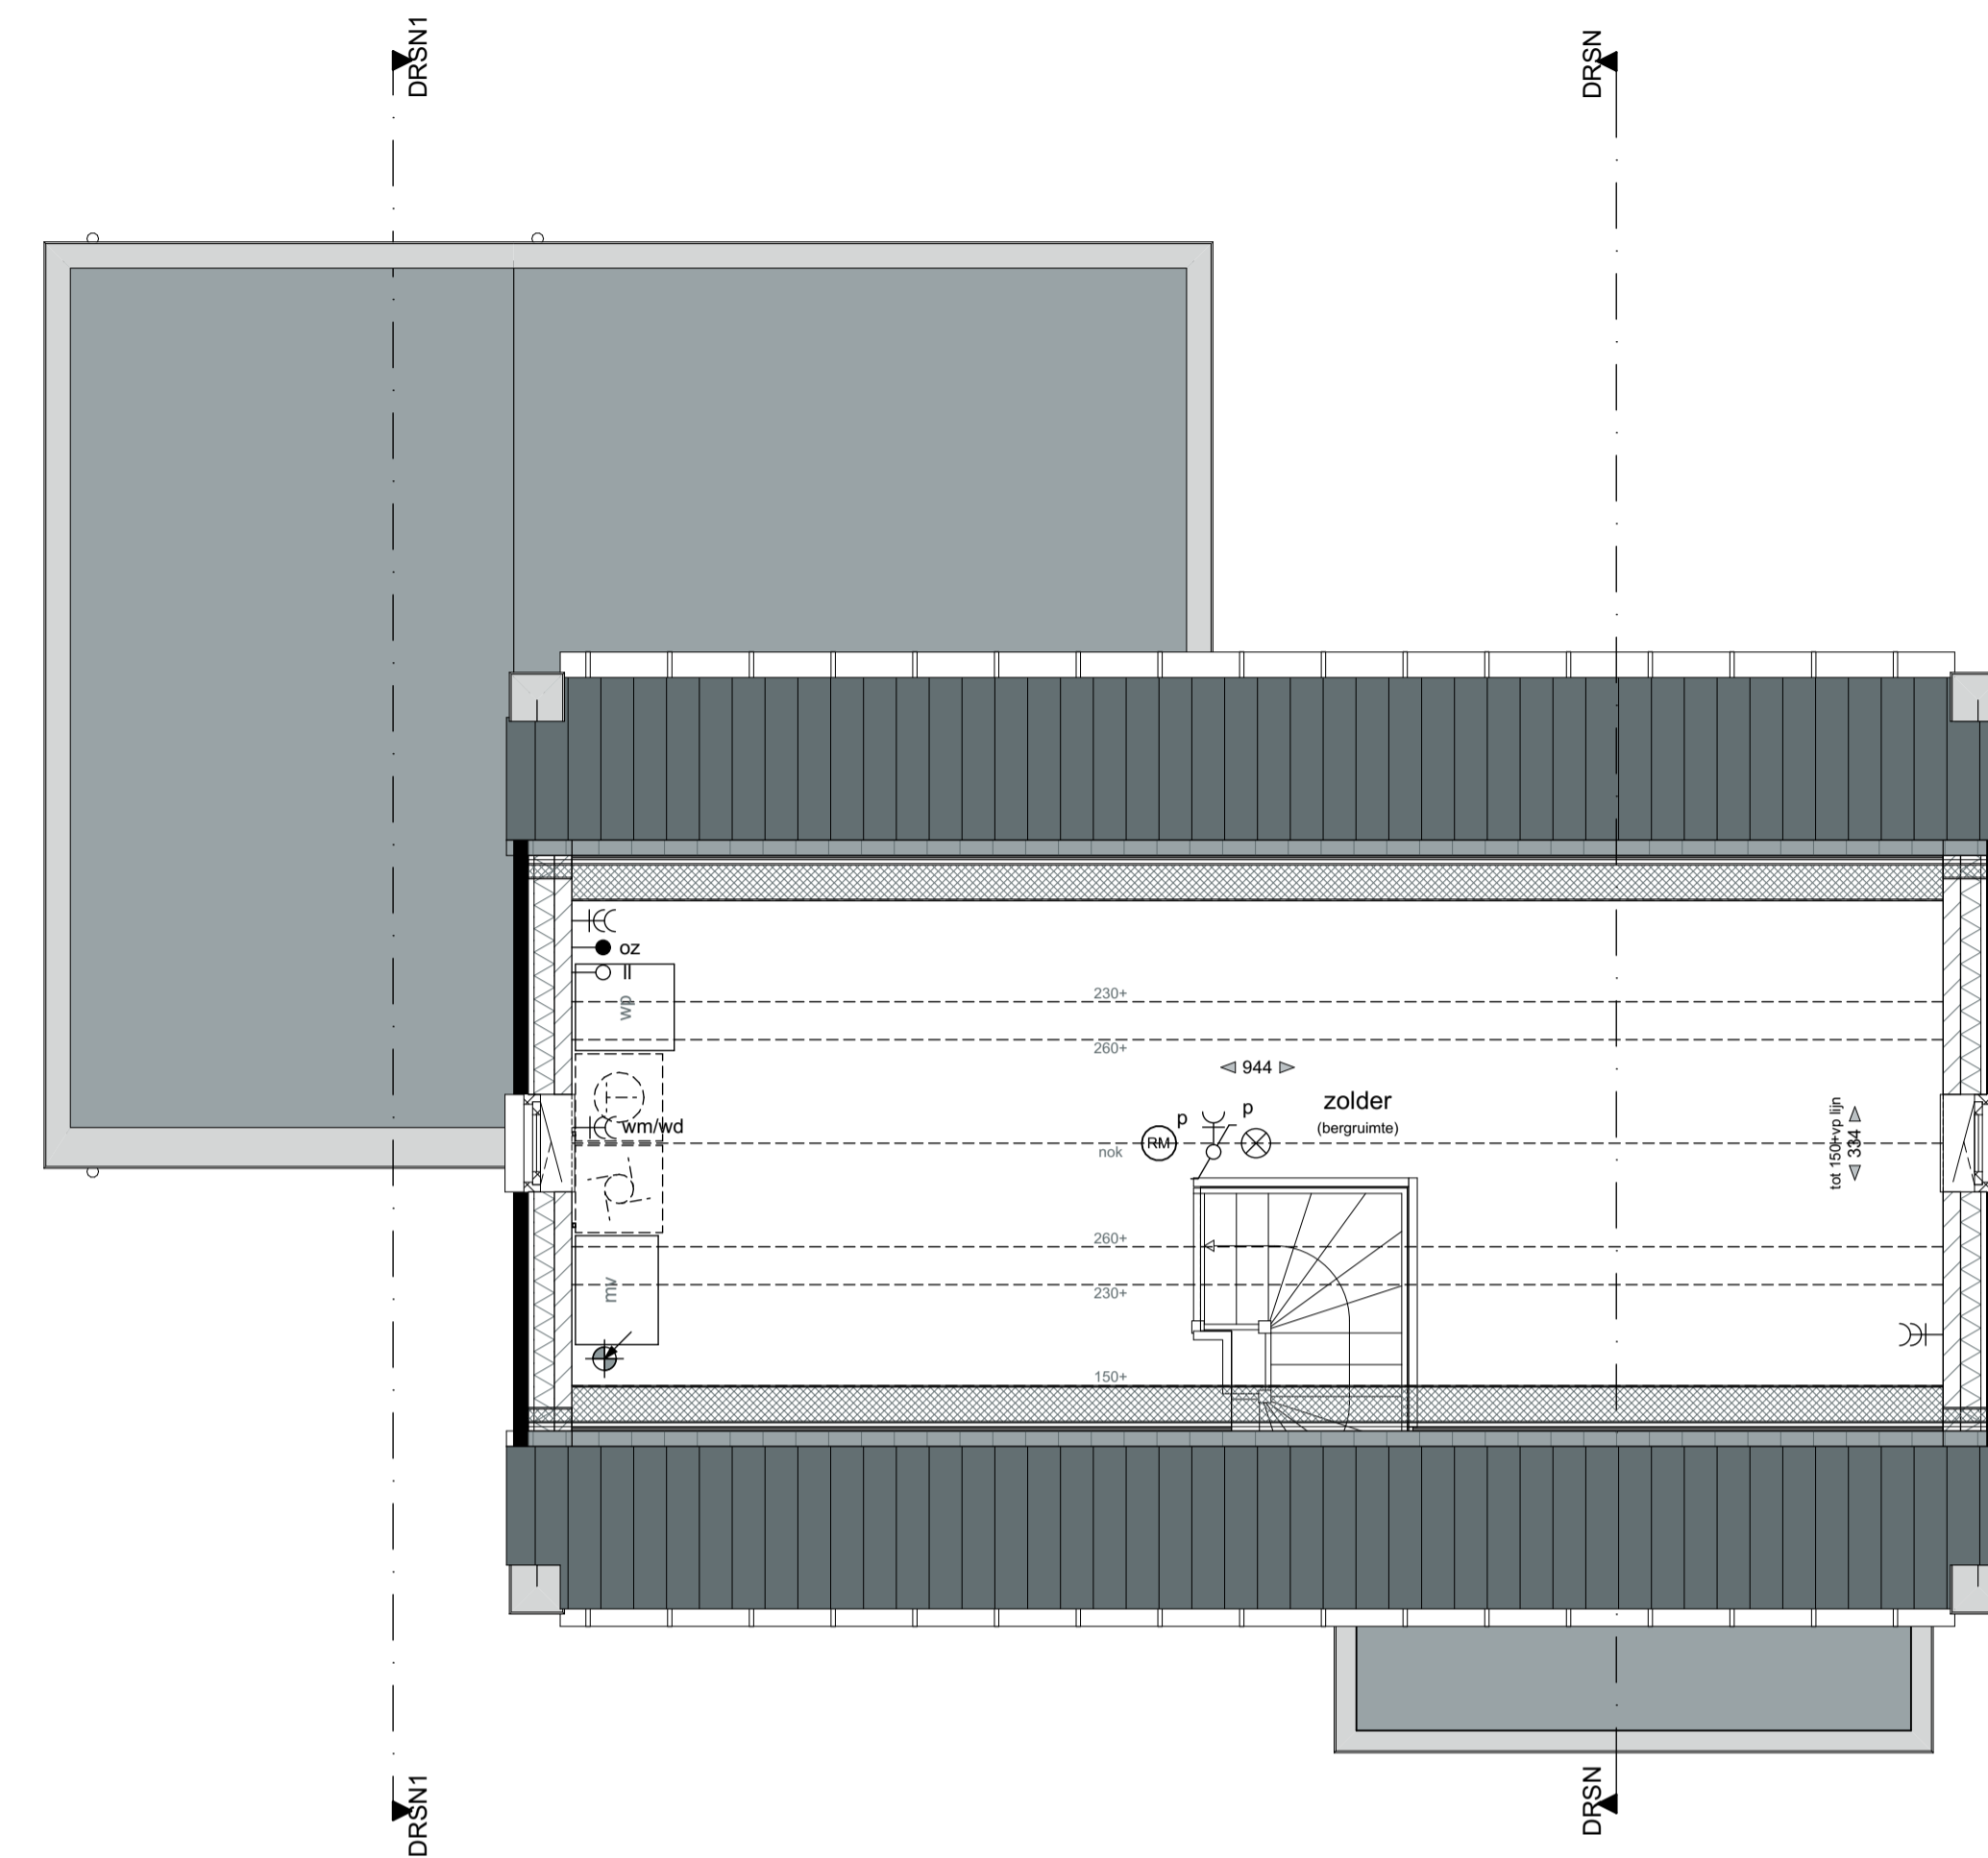 DRSN1
DRSN
oz
II
wp
230+
260+
944
zolder
(bergruimte)
p
p
RM
wm/wd
nok
tot 150+vp lijn
334
260+
230+
mv
150+
DRSN1
DRSN